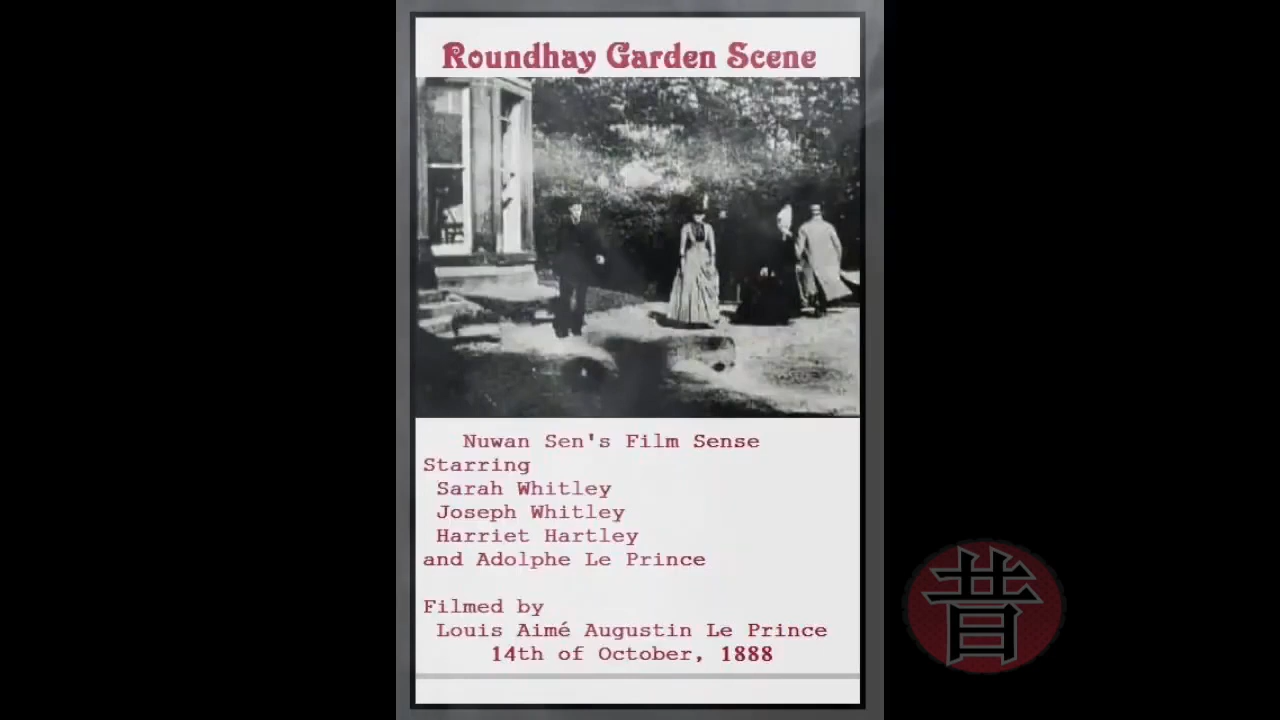 Roundhay Garden Scene
Nuwan Sen's Film Sense
Starring
Sarah Whitley
Joseph Whitley
Harriet Hartley
and Adolphe Le Prince
Filmed by
Louis Aimé Augustin Le Prince
14th of October, 1888
昔